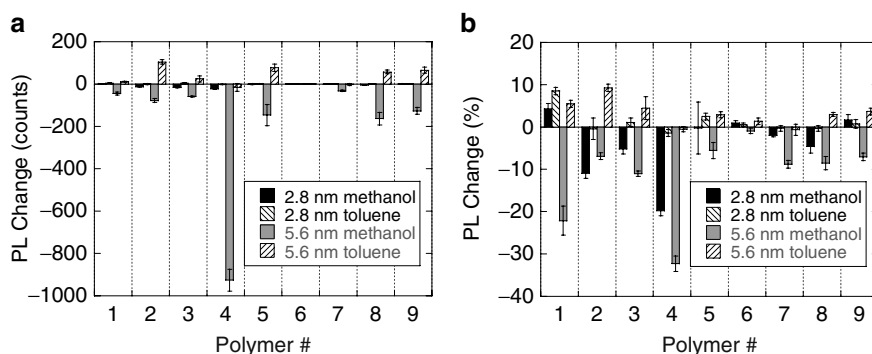 a
200
0
−200
−400
−600
−800
−1000
PL Change (counts)
2.8 nm methanol
2.8 nm toluene
5.6 nm methanol
5.6 nm toluene
1 2 3 4 5 6 7 8 9
Polymer #
b
20
10
0
−10
−20
−30
−40
PL Change (%)
2.8 nm methanol
2.8 nm toluene
5.6 nm methanol
5.6 nm toluene
1 2 3 4 5 6 7 8 9
Polymer #